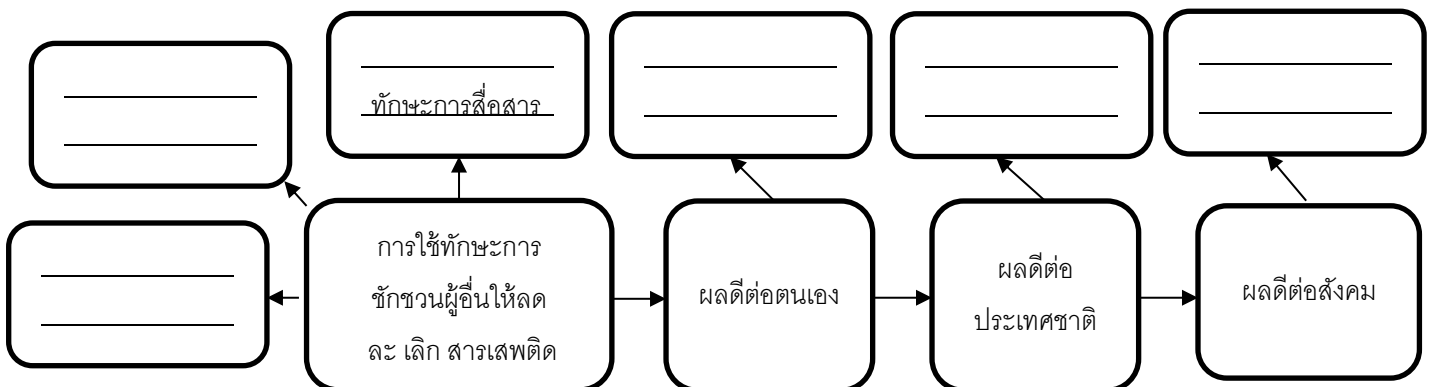 ทักษะการสื่อสาร
การใช้ทักษะการ
ชักชวนผู้อื่นให้ลด
ละ เลิก สารเสพติด
ผลดีต่อตนเอง
ผลดีต่อ
ประเทศชาติ
ผลดีต่อสังคม